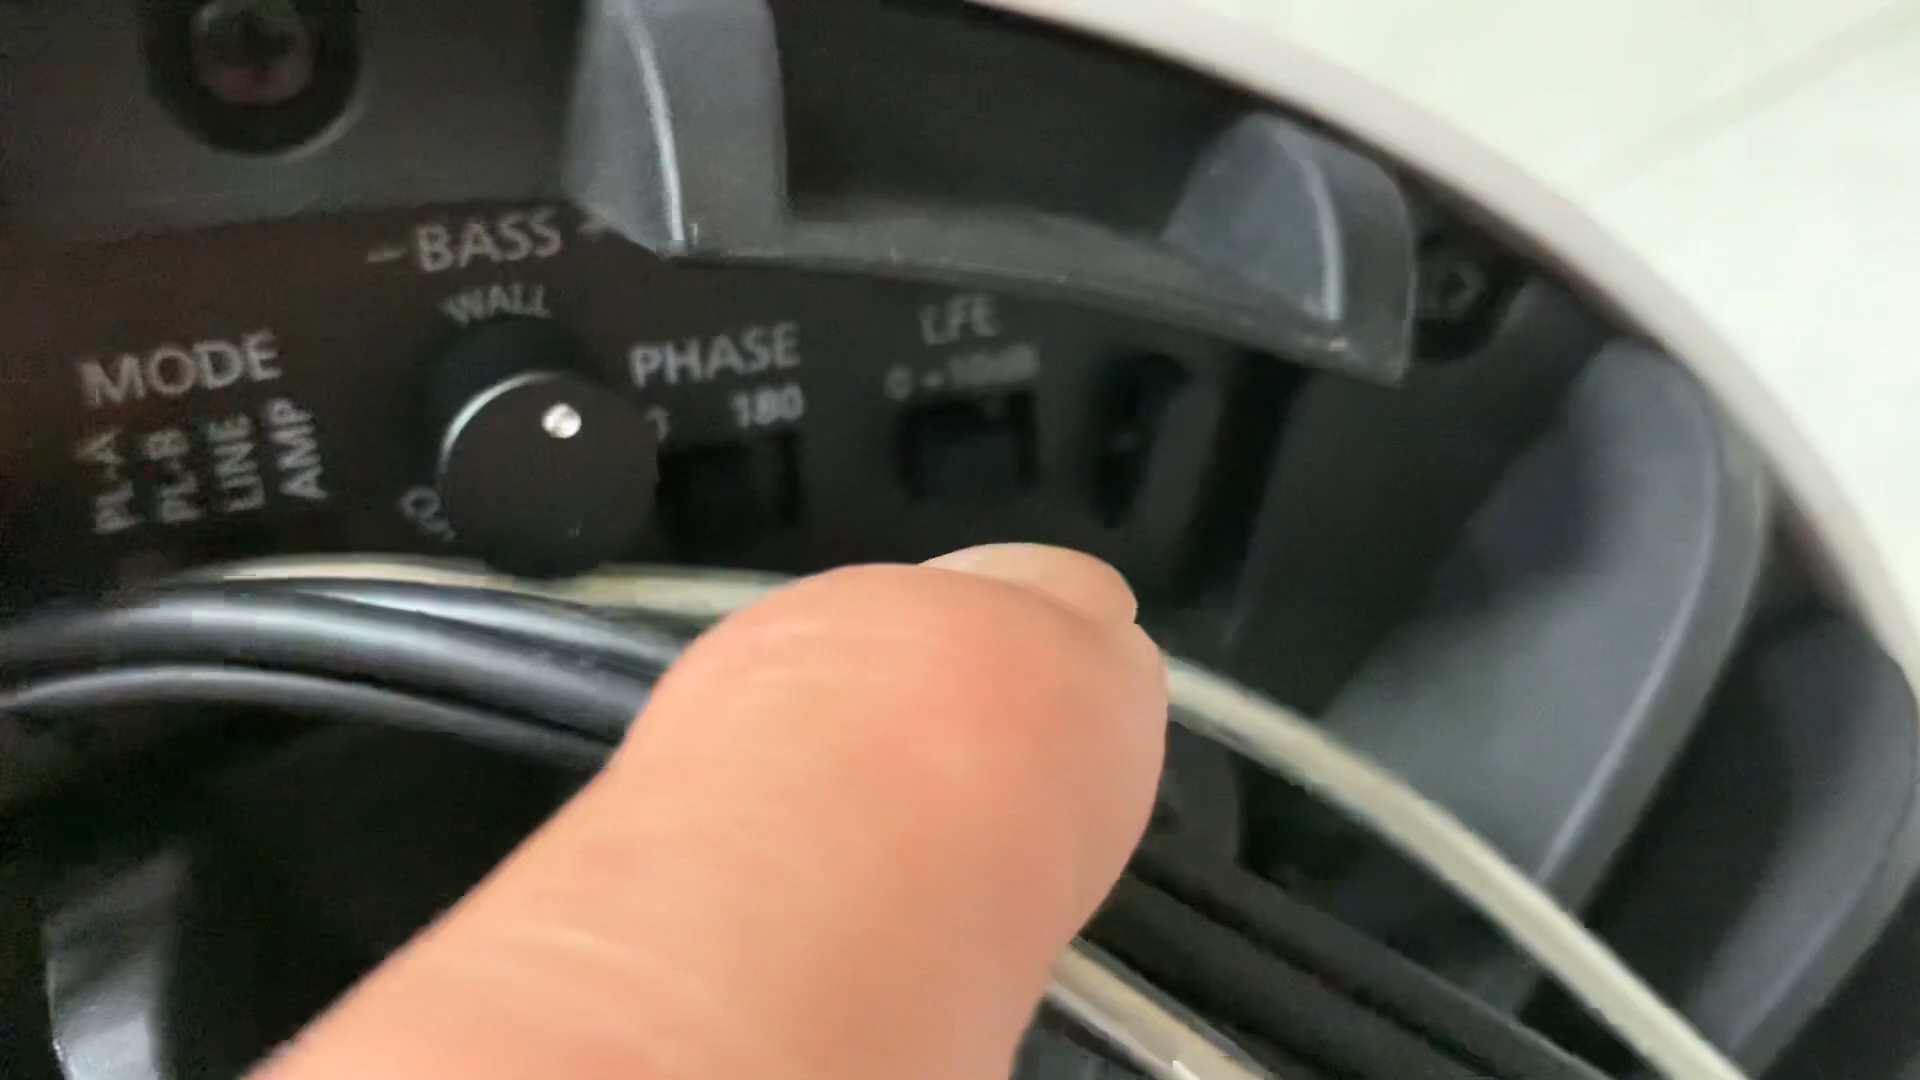 -BASS
WALL
MODE
PL-A
PL-B
LINE
AMP
PHASE
180
LFE